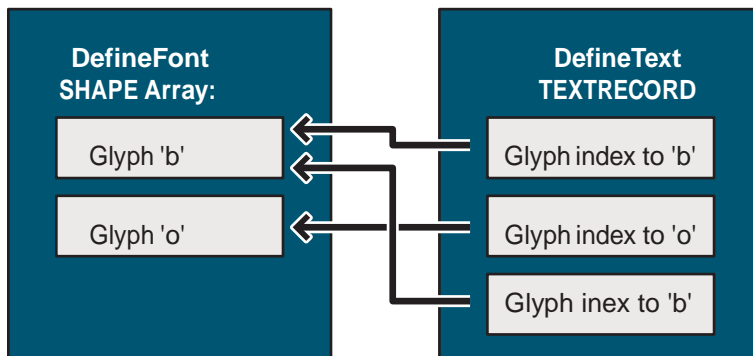 DefineFont
SHAPE Array:
Glyph 'b'
Glyph 'o'
DefineText
TEXTRECORD
Glyph index to 'b'
Glyph index to 'o'
Glyph inex to 'b'